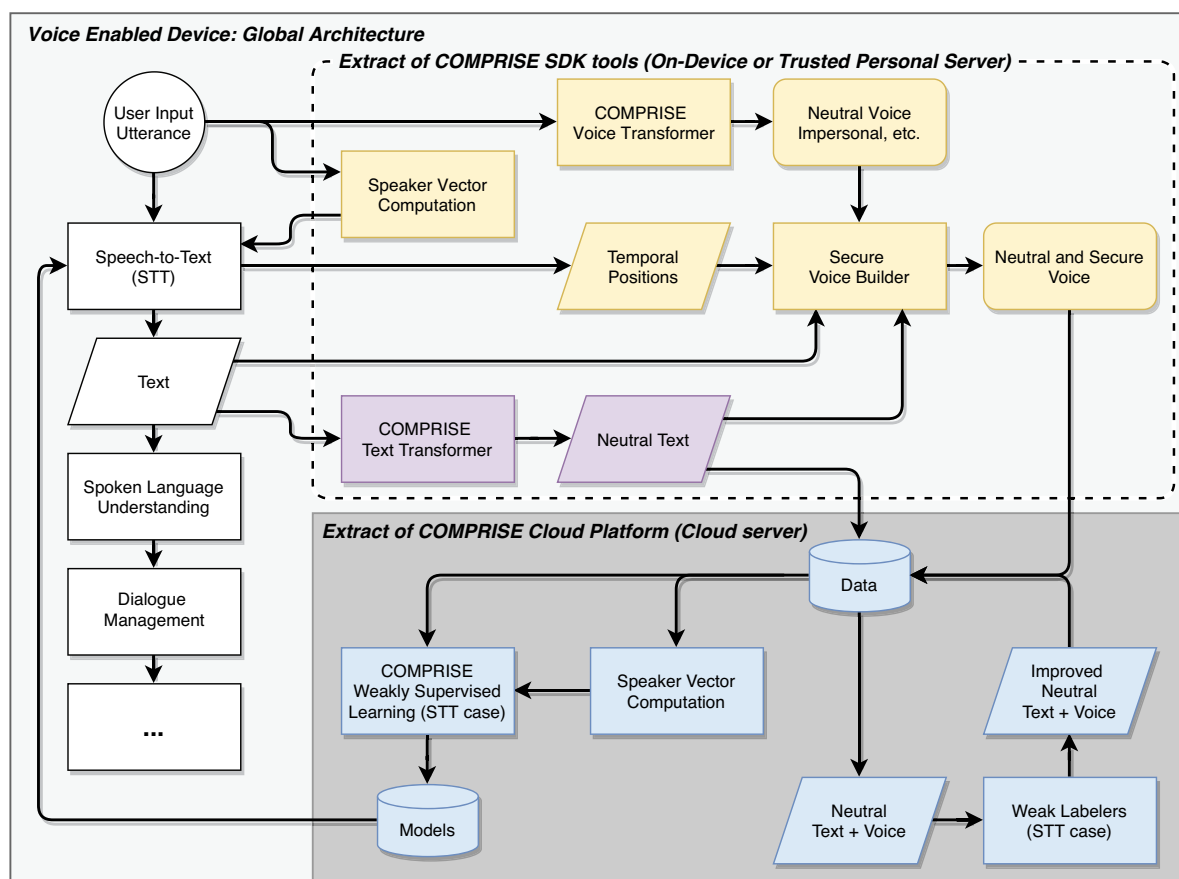 Voice Enabled Device: Global Architecture
Extract of COMPRISE SDK tools (On-Device or Trusted Personal Server)
User Input
Utterance
COMPRISE
Voice Transformer
Neutral Voice
Impersonal, etc.
Speaker Vector
Computation
Speech-to-Text
(STT)
Temporal
Positions
Secure
Voice Builder
Neutral and Secure
Voice
Text
COMPRISE
Text Transformer
Neutral Text
Spoken Language
Understanding
Extract of COMPRISE Cloud Platform (Cloud server)
Data
Dialogue
Management
COMPRISE
Weakly Supervised
Learning (STT case)
Speaker Vector
Computation
Improved
Neutral
Text + Voice
...
Models
Neutral
Text + Voice
Weak Labelers
(STT case)